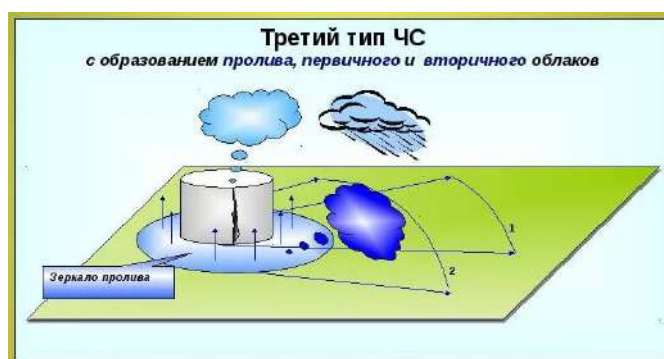 Третий тип ЧС
с образованием пролива, первичного и вторичного облаков
1
Зеркало пролива
2